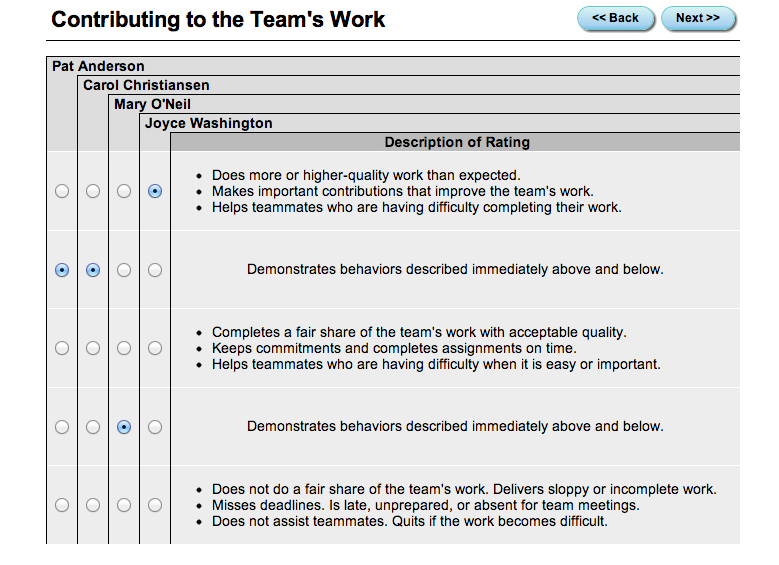 Contributing to the Team's Work
<< Back
Next >>
Pat Anderson
Carol Christiansen
Mary O'Neil
Joyce Washington
Description of Rating
• Does more or higher-quality work than expected.
• Makes important contributions that improve the team's work.
• Helps teammates who are having difficulty completing their work.
Demonstrates behaviors described immediately above and below.
• Completes a fair share of the team's work with acceptable quality.
• Keeps commitments and completes assignments on time.
• Helps teammates who are having difficulty when it is easy or important.
Demonstrates behaviors described immediately above and below.
• Does not do a fair share of the team's work. Delivers sloppy or incomplete work.
• Misses deadlines. Is late, unprepared, or absent for team meetings.
• Does not assist teammates. Quits if the work becomes difficult.